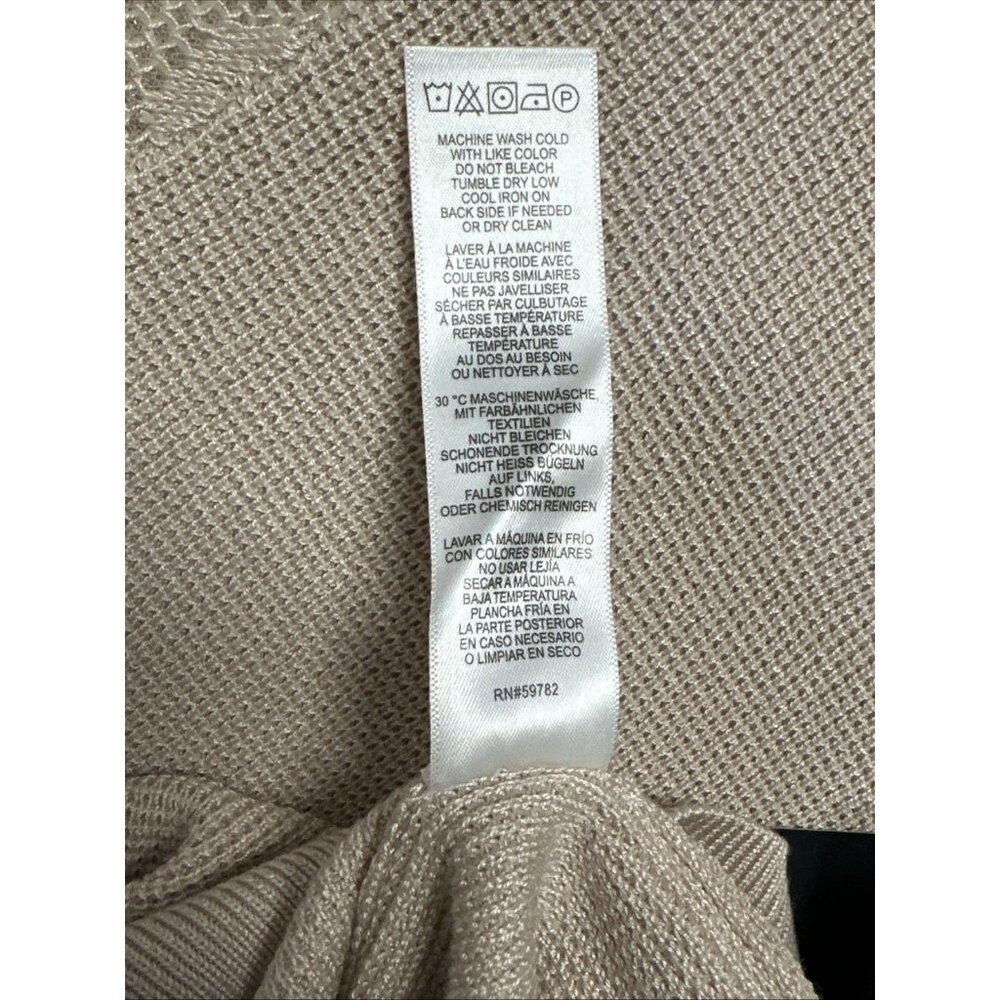 P
MACHINE WASH COLD
WITH LIKE COLOR
DO NOT BLEACH
TUMBLE DRY LOW
COOL IRON ON
BACK SIDE IF NEEDED
OR DRY CLEAN
LAVER À LA MACHINE
À L'EAU FROIDE AVEC
COULEURS SIMILAIRES
NE PAS JAVELLISER
SÉCHER PAR CULBUTAGE
À BASSE TEMPÉRATURE
REPASSER À BASSE
TEMPÉRATURE
AU DOS AU BESOIN
OU NETTOYER À SEC
30 °C MASCHINENWÄSCHE,
MIT FARBÄHNLICHEN
TEXTILIEN
NICHT BLEICHEN
SCHONENDE TROCKNUNG
NICHT HEISS BÜGELN
AUF LINKS,
FALLS NOTWENDIG
ODER CHEMISCH REINIGEN
LAVAR A MÁQUINA EN FRÍO
CON COLORES SIMILARES
NO USAR LEJÍA
SECAR A MÁQUINA A
BAJA TEMPERATURA
PLANCHA FRÍA EN
LA PARTE POSTERIOR
EN CASO NECESARIO
O LIMPIAR EN SECO
RN#59782